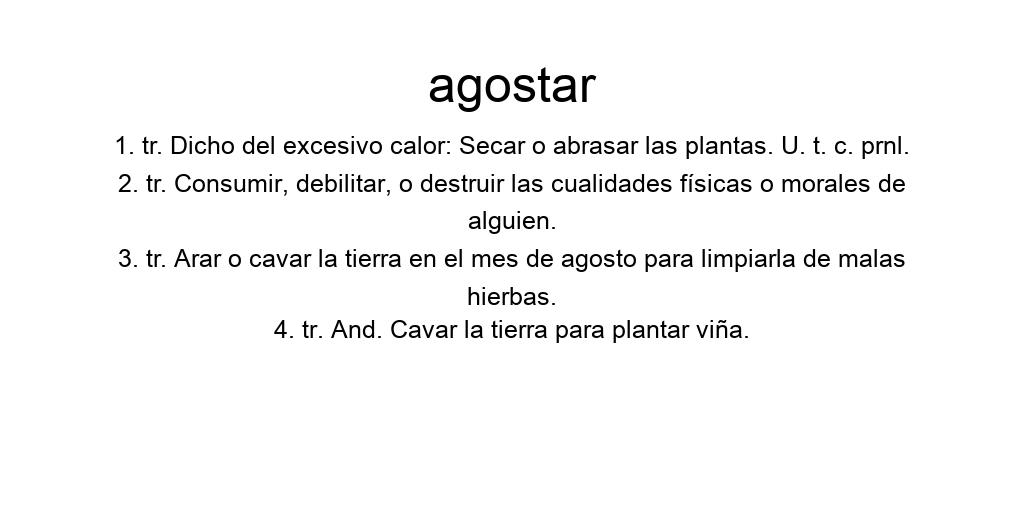 agostar
1. tr. Dicho del excesivo calor: Secar o abrasar las plantas. U. t. c. prnl.
2. tr. Consumir, debilitar, o destruir las cualidades físicas o morales de
alguien.
3. tr. Arar o cavar la tierra en el mes de agosto para limpiarla de malas
hierbas.
4. tr. And. Cavar la tierra para plantar viña.